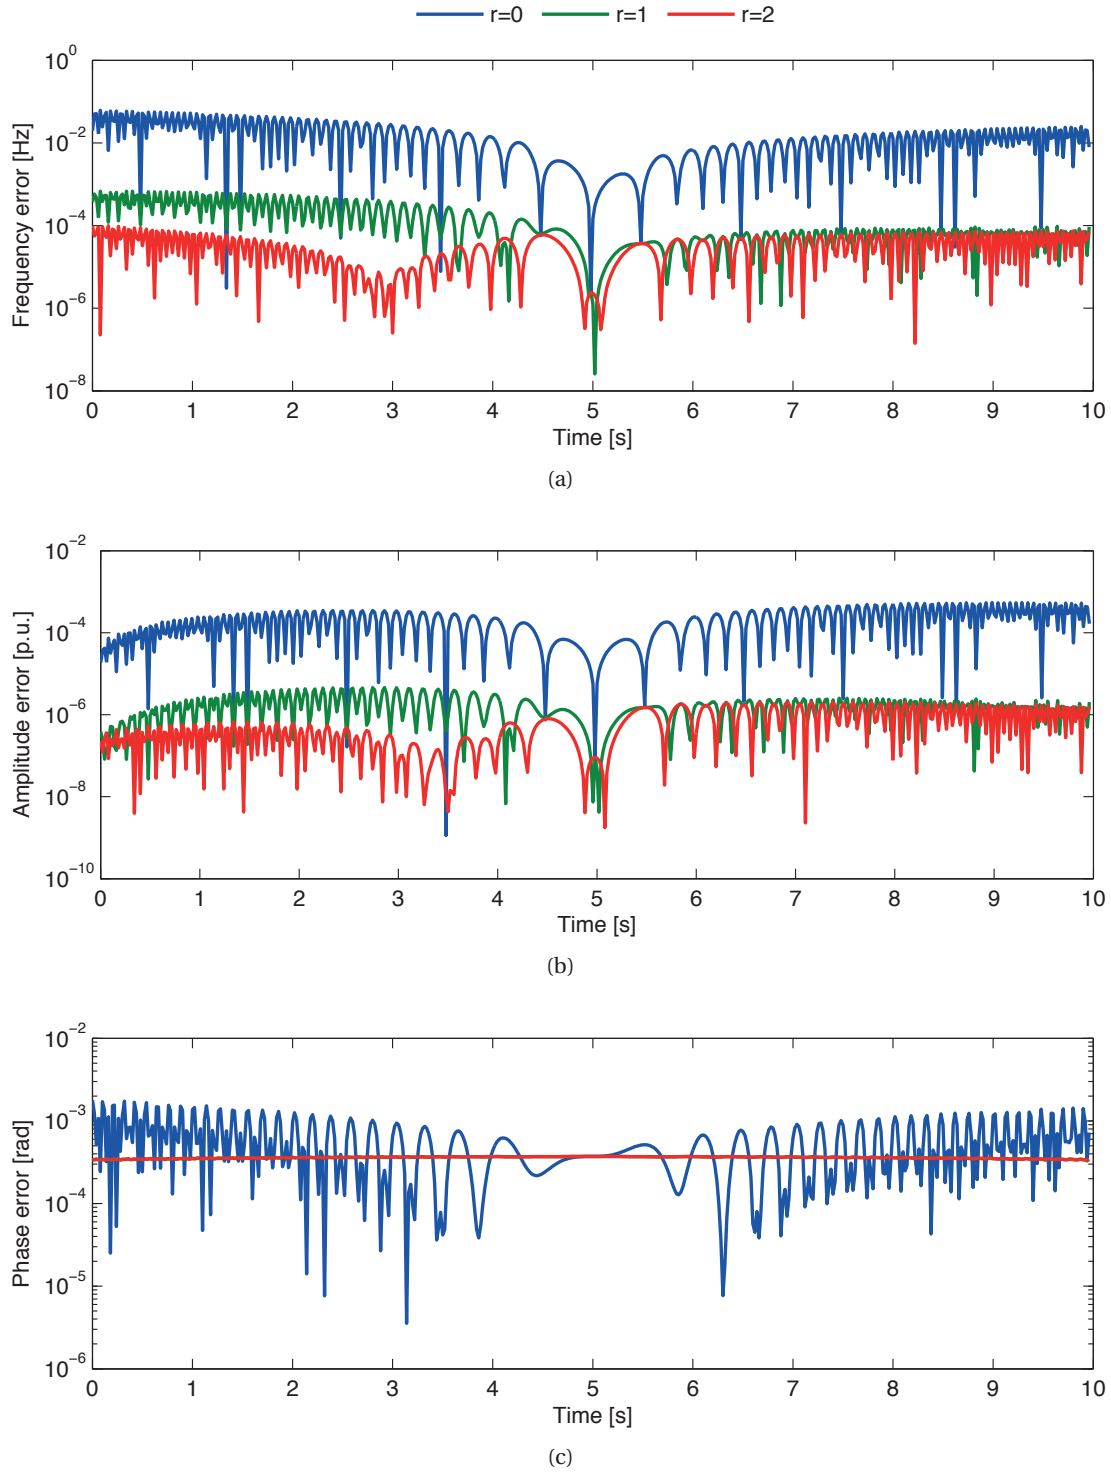 r=0 r=1 r=2
10^0
10^-2
10^-4
10^-6
10^-8
Frequency error [Hz]
0 1 2 3 4 5 6 7 8 9 10
Time [s]
(a)
10^-2
10^-4
10^-6
10^-8
10^-10
Amplitude error [p.u.]
0 1 2 3 4 5 6 7 8 9 10
Time [s]
(b)
10^-2
10^-3
10^-4
10^-5
10^-6
Phase error [rad]
0 1 2 3 4 5 6 7 8 9 10
Time [s]
(c)